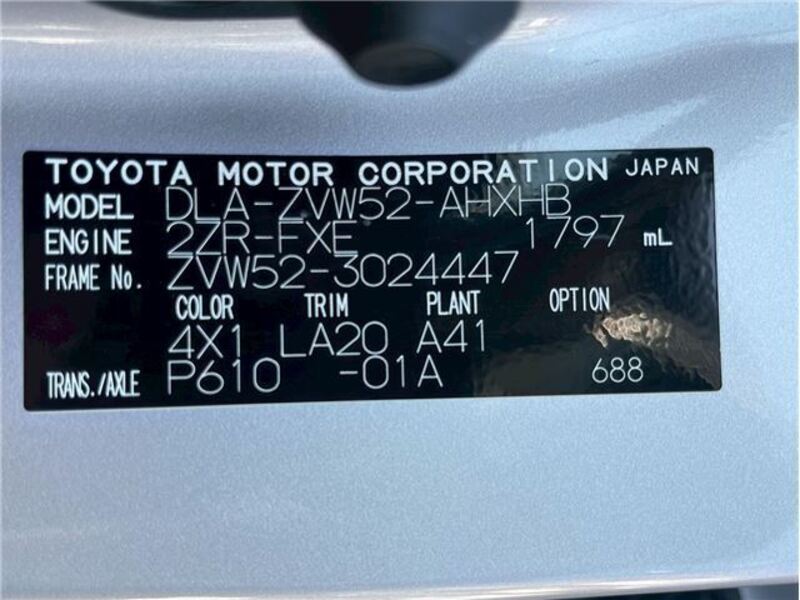 TOYOTA MOTOR CORPORATION JAPAN
MODEL DLA-ZVW52-AHXHB
ENGINE 2ZR-FXE 1797 mL
FRAME No. ZVW52-3024447
COLOR TRIM PLANT OPTION
4X1 LA20 A41
TRANS./AXLE P610 -01A 688